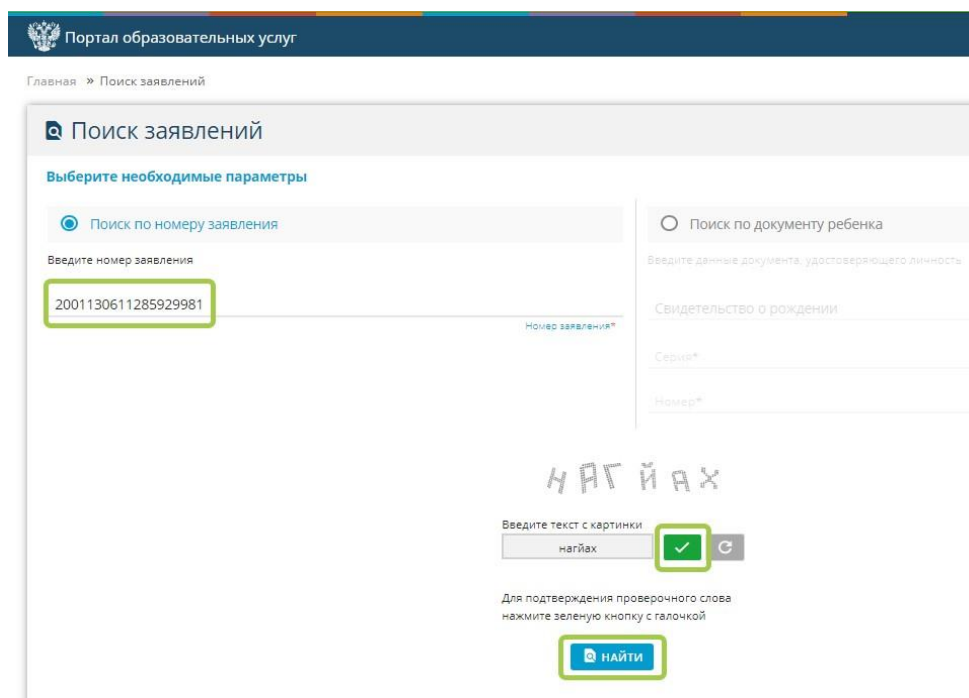 Портал образовательных услуг
Главная » Поиск заявлений
Поиск заявлений
Выберите необходимые параметры
Поиск по номеру заявления
Введите номер заявления
2001130611285929981
Номер заявления*
Поиск по документу ребенка
Введите данные документа, удостоверяющего личность
Свидетельство о рождении
Серия*
Номер*
НАГЙАХ
Введите текст с картинки
нагйах
Для подтверждения проверочного слова
нажмите зеленую кнопку с галочкой
НАЙТИ